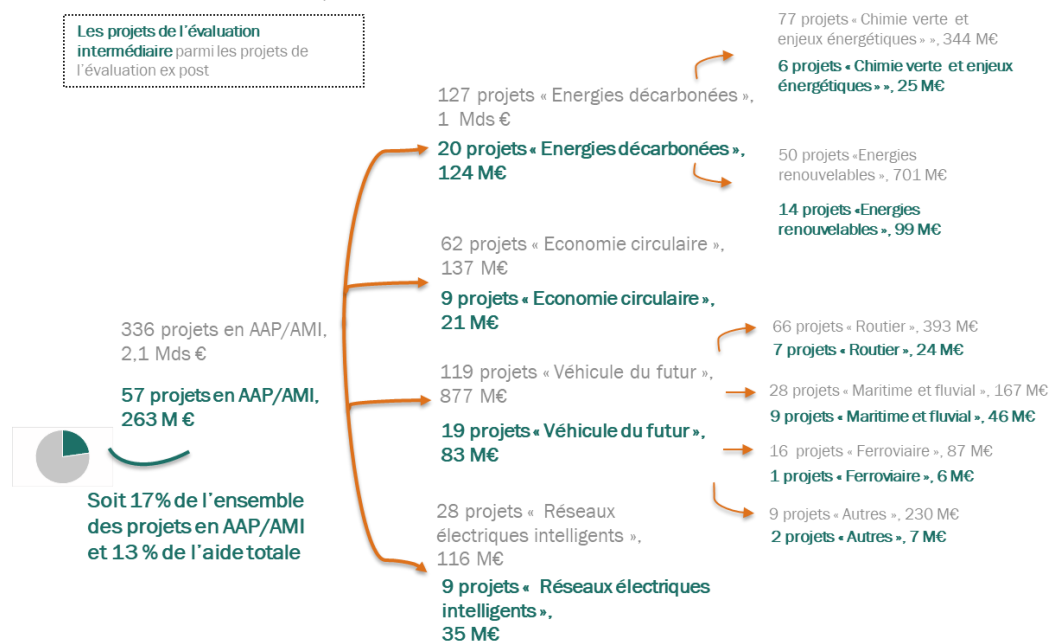 Les projets de l'évaluation
intermédiaire parmi les projets de
l'évaluation ex post
336 projets en AAP/AMI,
2,1 Mds €
57 projets en AAP/AMI,
263 M €
Soit 17% de l'ensemble
des projets en AAP/AMI
et 13 % de l'aide totale
127 projets « Energies décarbonées »,
1 Mds €
20 projets « Energies décarbonées »,
124 M€
77 projets « Chimie verte et
enjeux énergétiques » », 344 M€
6 projets « Chimie verte et enjeux
énergétiques » », 25 M€
50 projets «Energies
renouvelables », 701 M€
14 projets «Energies
renouvelables », 99 M€
62 projets « Economie circulaire »,
137 M€
9 projets « Economie circulaire »,
21 M€
119 projets « Véhicule du futur »,
877 M€
19 projets « Véhicule du futur »,
83 M€
66 projets « Routier », 393 M€
7 projets « Routier », 24 M€
28 projets « Maritime et fluvial », 167 M€
9 projets « Maritime et fluvial », 46 M€
16 projets « Ferroviaire », 87 M€
1 projets « Ferroviaire », 6 M€
9 projets « Autres », 230 M€
2 projets « Autres », 7 M€
28 projets « Réseaux
électriques intelligents »,
116 M€
9 projets « Réseaux électriques
intelligents »,
35 M€